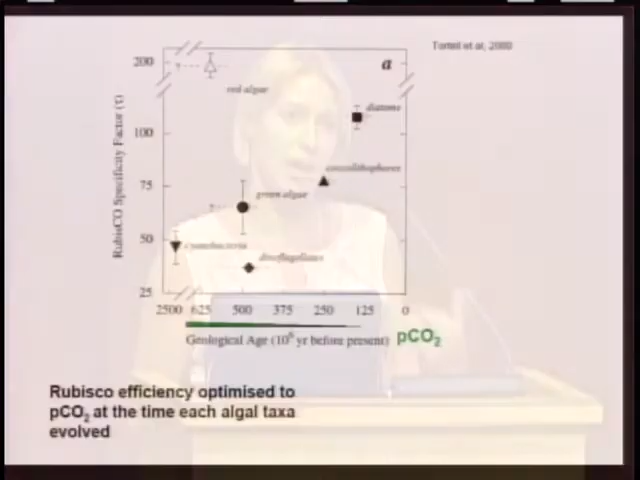 Tortell et al, 2000
a
200
red algae
diatoms
100
coccolithophores
75
green algae
50
cyanobacteria
dinoflagellates
25
RubisCO Specificity Factor (τ)
2500 625 500 375 250 125 0
Geological Age (10⁶ yr before present) pCO₂
Rubisco efficiency optimised to
pCO₂ at the time each algal taxa
evolved